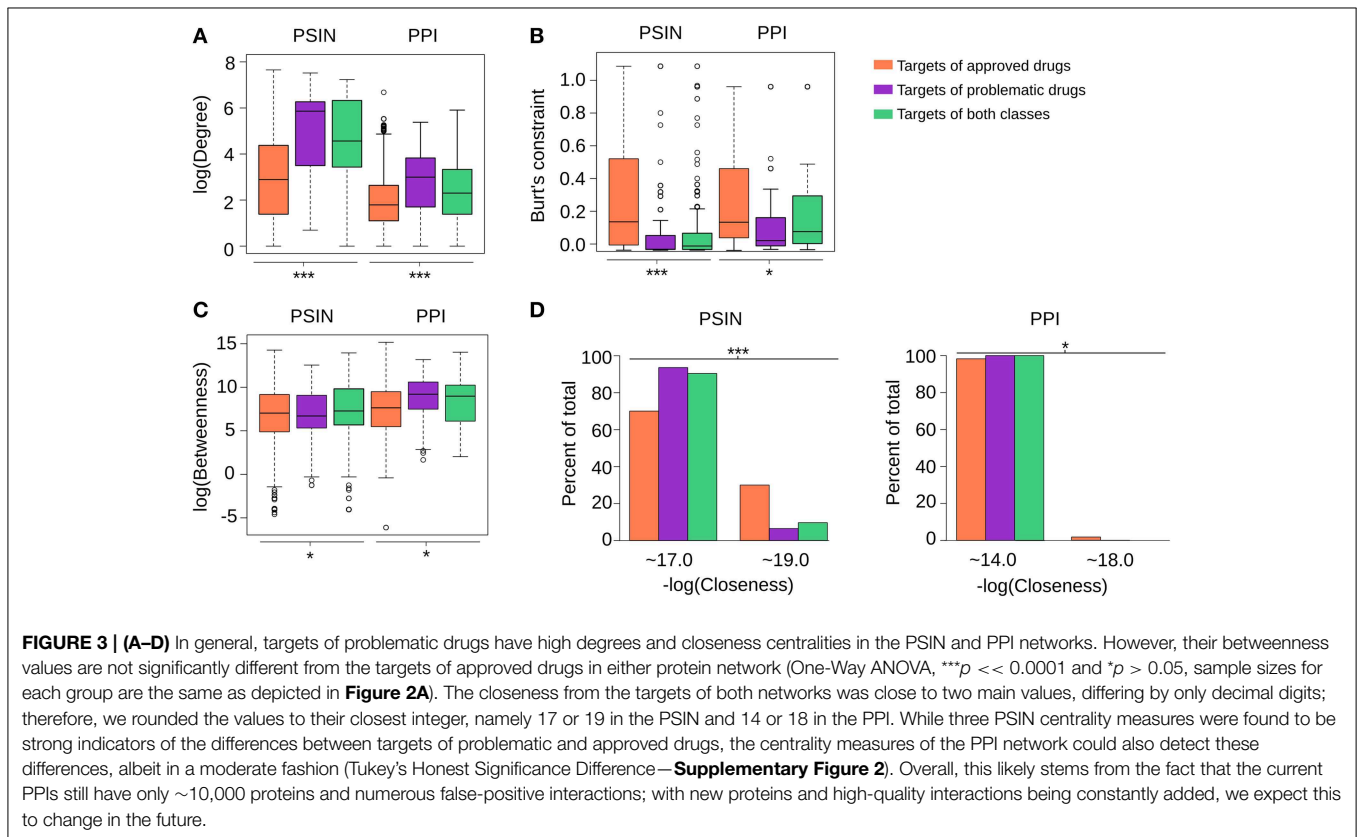 A
PSIN
PPI
8
6
4
2
0
log(Degree)
***
***
B
PSIN
PPI
1.0
0.8
0.6
0.4
0.2
0.0
Burt's constraint
***
*
Targets of approved drugs
Targets of problematic drugs
Targets of both classes
C
PSIN
PPI
15
10
5
0
-5
log(Betweenness)
*
*
D
PSIN
***
100
80
60
40
20
0
Percent of total
~17.0
~19.0
-log(Closeness)
PPI
*
100
80
60
40
20
0
Percent of total
~14.0
~18.0
-log(Closeness)
FIGURE 3 | (A–D) In general, targets of problematic drugs have high degrees and closeness centralities in the PSIN and PPI networks. However, their betweenness
values are not significantly different from the targets of approved drugs in either protein network (One-Way ANOVA, ***p << 0.0001 and *p > 0.05, sample sizes for
each group are the same as depicted in Figure 2A). The closeness from the targets of both networks was close to two main values, differing by only decimal digits;
therefore, we rounded the values to their closest integer, namely 17 or 19 in the PSIN and 14 or 18 in the PPI. While three PSIN centrality measures were found to be
strong indicators of the differences between targets of problematic and approved drugs, the centrality measures of the PPI network could also detect these
differences, albeit in a moderate fashion (Tukey's Honest Significance Difference—Supplementary Figure 2). Overall, this likely stems from the fact that the current
PPIs still have only ~10,000 proteins and numerous false-positive interactions; with new proteins and high-quality interactions being constantly added, we expect this
to change in the future.